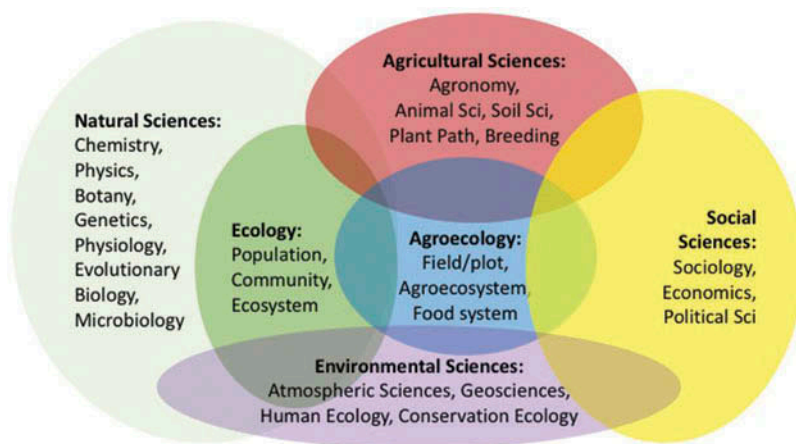 Agricultural Sciences:
Agronomy,
Animal Sci, Soil Sci,
Plant Path, Breeding
Natural Sciences:
Chemistry,
Physics,
Botany,
Genetics,
Physiology,
Evolutionary
Biology,
Microbiology
Ecology:
Population,
Community,
Ecosystem
Agroecology:
Field/plot,
Agroecosystem,
Food system
Social
Sciences:
Sociology,
Economics,
Political Sci
Environmental Sciences:
Atmospheric Sciences, Geosciences,
Human Ecology, Conservation Ecology